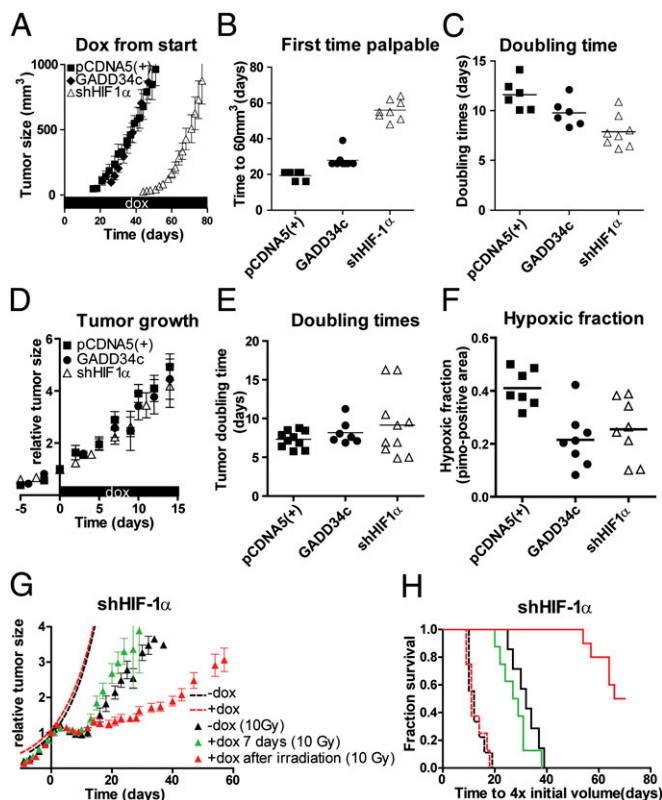 A
Dox from start
pCDNA5(+)
GADD34c
shHIF1α
Tumor size (mm³)
1000
500
0
dox
0 20 40 60 80
Time (days)
B
First time palpable
Time to 60mm³ (days)
80
60
40
20
0
pCDNA5(+)
GADD34c
shHIF-1α
C
Doubling time
Doubling times (days)
15
10
5
0
pCDNA5(+)
GADD34c
shHIF1α
D
Tumor growth
pCDNA5(+)
GADD34c
shHIF1α
relative tumor size
6
4
2
0
dox
-5 0 5 10 15
Time (days)
E
Doubling times
Tumor doubling time
(days)
20
15
10
5
0
pCDNA5(+)
GADD34c
shHIF1α
F
Hypoxic fraction
Hypoxic fraction
(pimo-positive area)
0.6
0.4
0.2
0.0
pCDNA5(+)
GADD34c
shHIF1α
G
shHIF-1α
relative tumor size
4
3
2
1
-dox
+dox
-dox (10Gy)
+dox 7 days (10 Gy)
+dox after irradiation (10 Gy)
0 20 40 60
Time (days)
H
shHIF-1α
Fraction survival
1.0
0.8
0.6
0.4
0.2
0.0
0 20 40 60 80
Time to 4x initial volume(days)